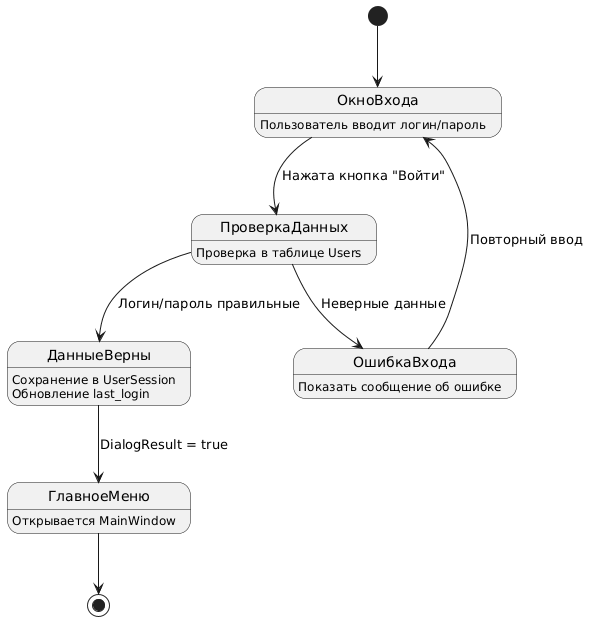 ОкноВхода
Пользователь вводит логин/пароль
Нажата кнопка "Войти"
ПроверкаДанных
Проверка в таблице Users
Повторный ввод
Логин/пароль правильные
Неверные данные
ДанныеВерны
Сохранение в UserSession
Обновление last_login
ОшибкаВхода
Показать сообщение об ошибке
DialogResult = true
ГлавноеМеню
Открывается MainWindow